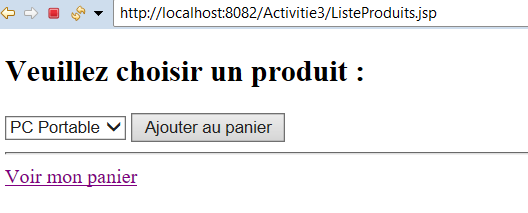 http://localhost:8082/Activitie3/ListeProduits.jsp
Veuillez choisir un produit :
PC Portable Ajouter au panier
Voir mon panier